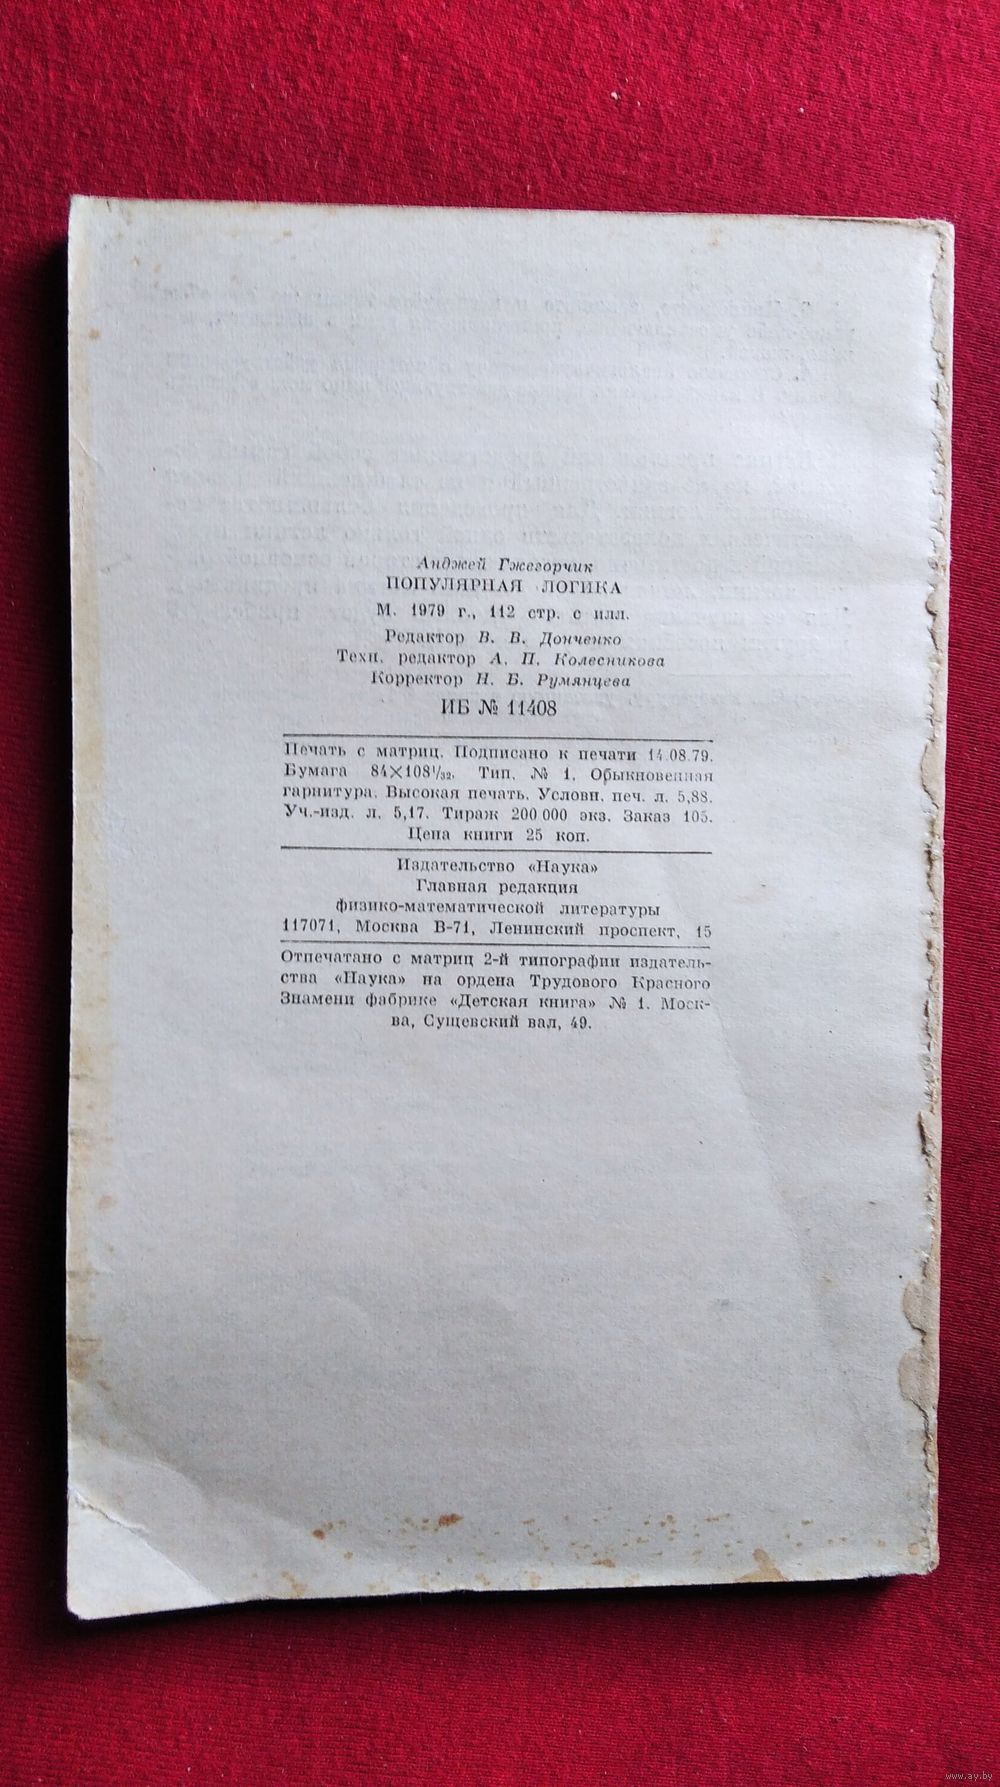 Анджей Гжегорчик
ПОПУЛЯРНАЯ ЛОГИКА
М. 1979 г., 112 стр. с илл.
Редактор В. В. Донченко
Техн. редактор А. П. Колесникова
Корректор Н. Б. Румянцева
ИБ № 11408
Печать с матриц. Подписано к печати 14.08.79.
Бумага 84×108¹/₃₂. Тип. № 1. Обыкновенная
гарнитура. Высокая печать. Условн. печ. л. 5,88.
Уч.-изд. л. 5,17. Тираж 200 000 экз. Заказ 105.
Цена книги 25 коп.
Издательство «Наука»
Главная редакция
физико-математической литературы
117071, Москва В-71, Ленинский проспект, 15
Отпечатано с матриц 2-й типографии издатель-
ства «Наука» на ордена Трудового Красного
Знамени фабрике «Детская книга» № 1. Моск-
ва, Сущевский вал, 49.
www.ay.by